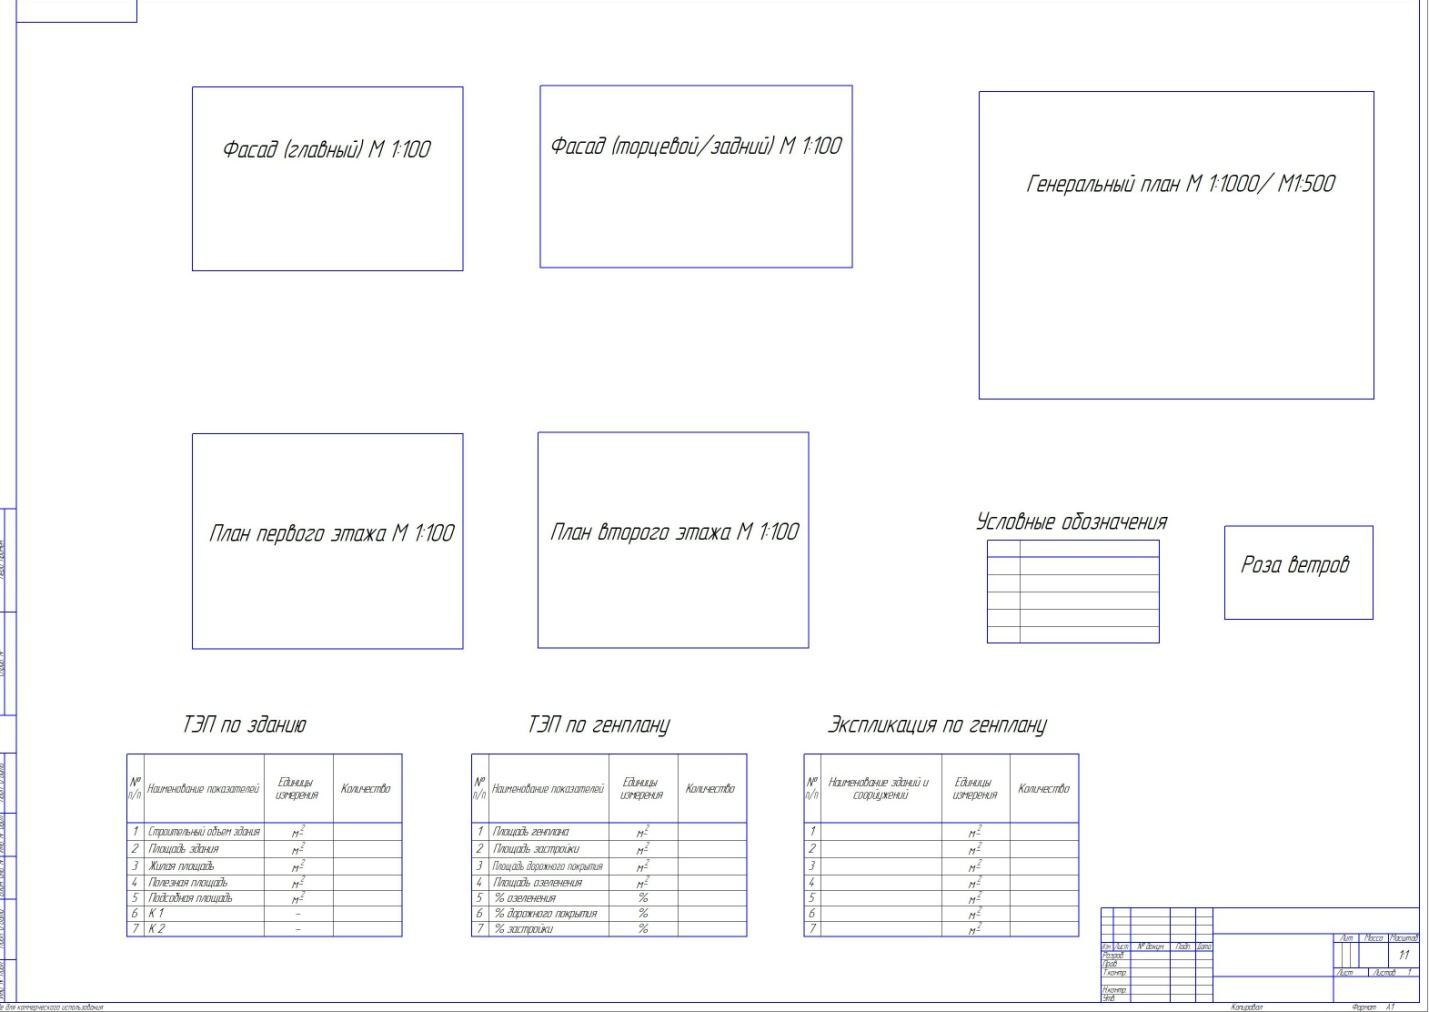 Фасад (главный) М 1:100
Фасад (торцевой/задний) М 1:100
Генеральный план М 1:1000/ М1:500
План первого этажа М 1:100
План второго этажа М 1:100
Условные обозначения
Роза ветров
ТЭП по зданию
№ п/п Наименование показателей Единицы измерения Количество
1 Строительный объем здания м²
2 Площадь здания м²
3 Жилая площадь м²
4 Полезная площадь м²
5 Подсобная площадь м²
6 К 1 –
7 К 2 –
ТЭП по генплану
№ п/п Наименование показателей Единицы измерения Количество
1 Площадь генплана м²
2 Площадь застройки м²
3 Площадь дорожного покрытия м²
4 Площадь озеленения м²
5 % озеленения %
6 % дорожного покрытия %
7 % застройки %
Экспликация по генплану
№ п/п Наименование зданий и сооружений Единицы измерения Количество
1 м²
2 м²
3 м²
4 м²
5 м²
6 м²
7 м²
Изм Лист № докум. Подп. Дата
Разраб.
Пров.
Т.контр.
Н.контр.
Утв.
Лит. Масса Масштаб
1:1
Лист Листов 1
Копировал Формат А1
для коммерческого использования